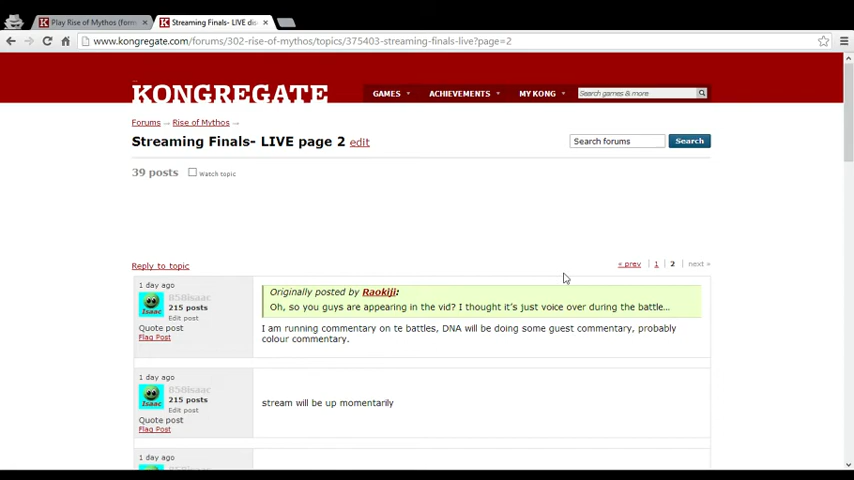 Play Rise of Mythos (form
Streaming Finals- LIVE dis
www.kongregate.com/forums/302-rise-of-mythos/topics/375403-streaming-finals-live?page=2
KONGREGATE
GAMES
ACHIEVEMENTS
MY KONG
Search games & more
Forums → Rise of Mythos →
Streaming Finals- LIVE page 2 edit
Search forums
Search
39 posts
Watch topic
Reply to topic
« prev | 1 | 2 | next »
1 day ago
B58isaac
215 posts
Edit post
Quote post
Flag Post
Isaac
Originally posted by Raokiji:
Oh, so you guys are appearing in the vid? I thought it's just voice over during the battle...
I am running commentary on te battles, DNA will be doing some guest commentary, probably
colour commentary.
1 day ago
B58isaac
215 posts
Edit post
Quote post
Flag Post
Isaac
stream will be up momentarily
1 day ago